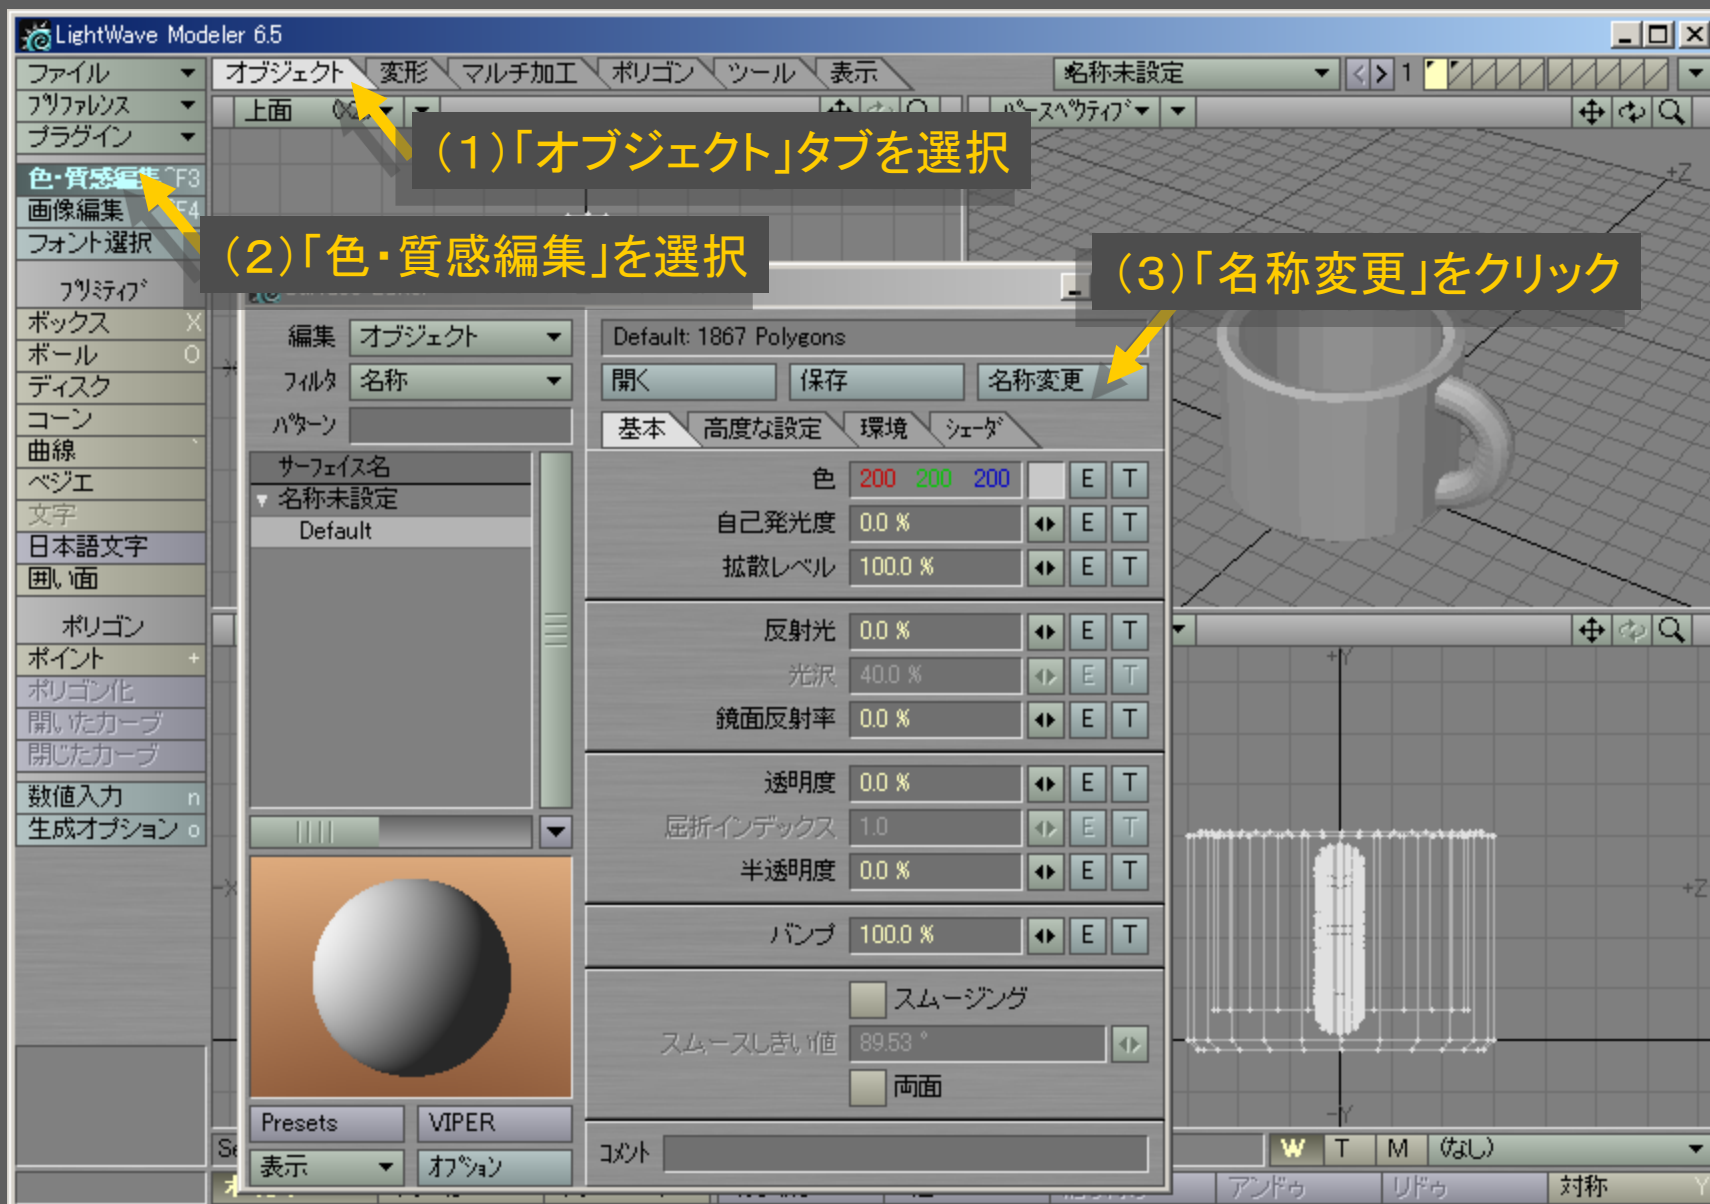 LightWave Modeler 6.5
ファイル
オブジェクト 変形 マルチ加工 ポリゴン ツール 表示
名称未設定
1
プリファレンス
上面
パースペクティブ
プラグイン
(1)「オブジェクト」タブを選択
色・質感編集 F3
画像編集 F4
フォント選択
(2)「色・質感編集」を選択
(3)「名称変更」をクリック
プリミティブ
ボックス X
ボール O
ディスク
コーン
曲線 `
ベジエ
文字
日本語文字
囲い面
ポリゴン
ポイント +
ポリゴン化
開いたカーブ
閉じたカーブ
数値入力 n
生成オプション o
編集 オブジェクト
フィルタ 名称
パターン
サーフェイス名
名称未設定
Default
Presets VIPER
表示 オプション
Default: 1867 Polygons
開く 保存 名称変更
基本 高度な設定 環境 シェーダ
色 200 200 200 E T
自己発光度 0.0 % E T
拡散レベル 100.0 % E T
反射光 0.0 % E T
光沢 40.0 % E T
鏡面反射率 0.0 % E T
透明度 0.0 % E T
屈折インデックス 1.0 E T
半透明度 0.0 % E T
バンプ 100.0 % E T
スムージング
スムースしきい値 89.53 °
両面
コメント
+Z
+Y
+Z
-Y
-X
W T M (なし)
アンドゥ リドゥ 対称 Y